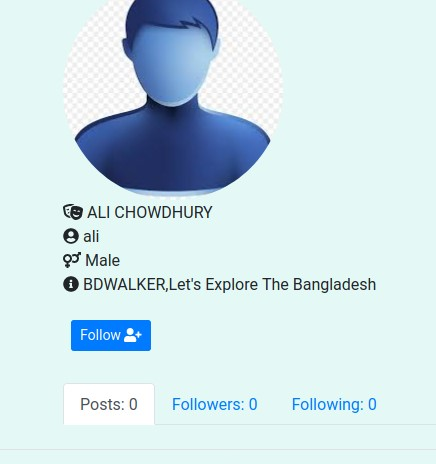 ALI CHOWDHURY
ali
Male
BDWALKER,Let's Explore The Bangladesh
Follow
Posts: 0 Followers: 0 Following: 0